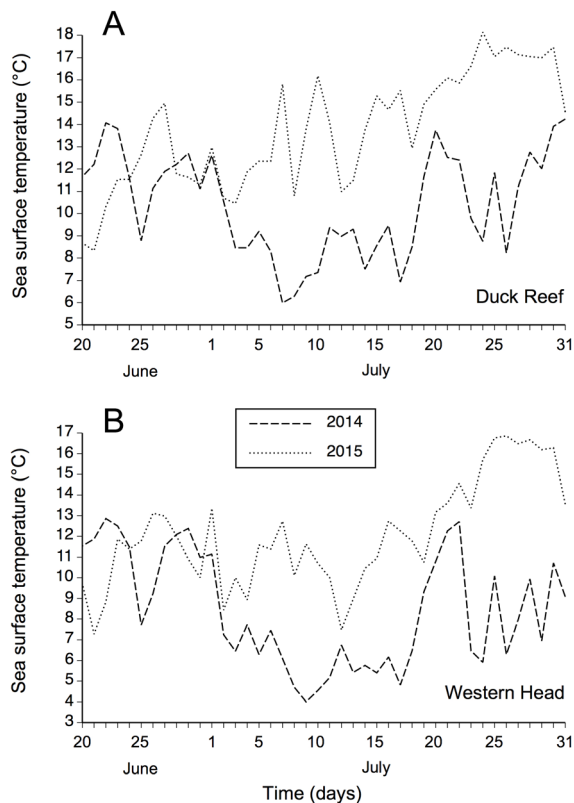 A
Sea surface temperature (°C)
18
17
16
15
14
13
12
11
10
9
8
7
6
5
20 25 1 5 10 15 20 25 31
June July
Duck Reef
B
2014
2015
Sea surface temperature (°C)
17
16
15
14
13
12
11
10
9
8
7
6
5
4
3
20 25 1 5 10 15 20 25 31
June July
Western Head
Time (days)